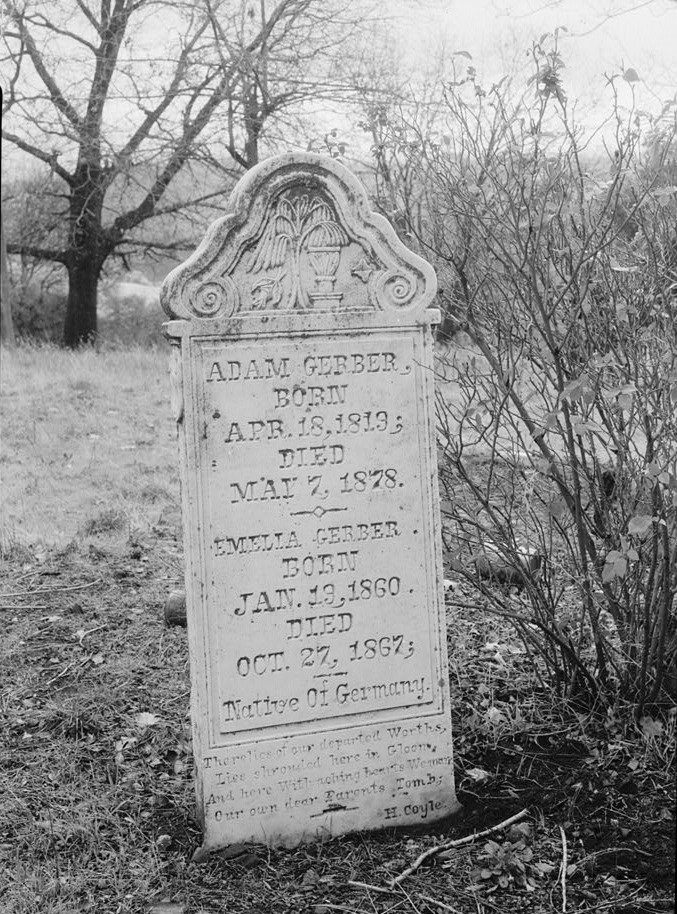 ADAM GERBER,
BORN
APR. 18. 1813;
DIED
MAY 7, 1878.
EMELIA GERBER.
BORN
JAN. 13, 1860.
DIED
OCT. 27, 1867;
Native Of Germany.
The relics of our departed Worths,
Lies shrouded here in Gloom,
And here With aching hearts We
Our own dear Parents Tomb;
H. Coyle.